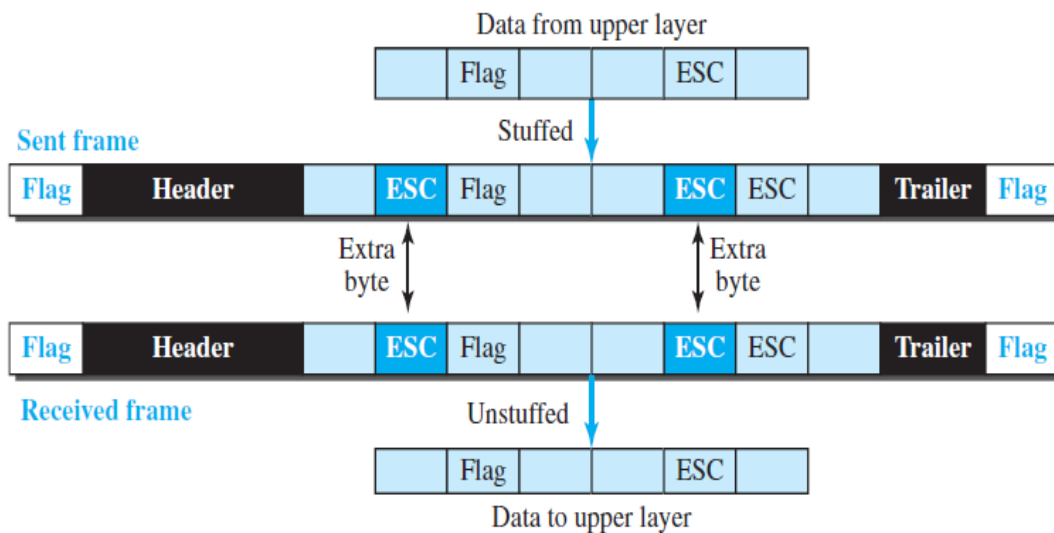 Data from upper layer
Flag ESC
Stuffed
Sent frame
Flag Header ESC Flag ESC ESC Trailer Flag
Extra byte
Extra byte
Flag Header ESC Flag ESC ESC Trailer Flag
Received frame
Unstuffed
Flag ESC
Data to upper layer